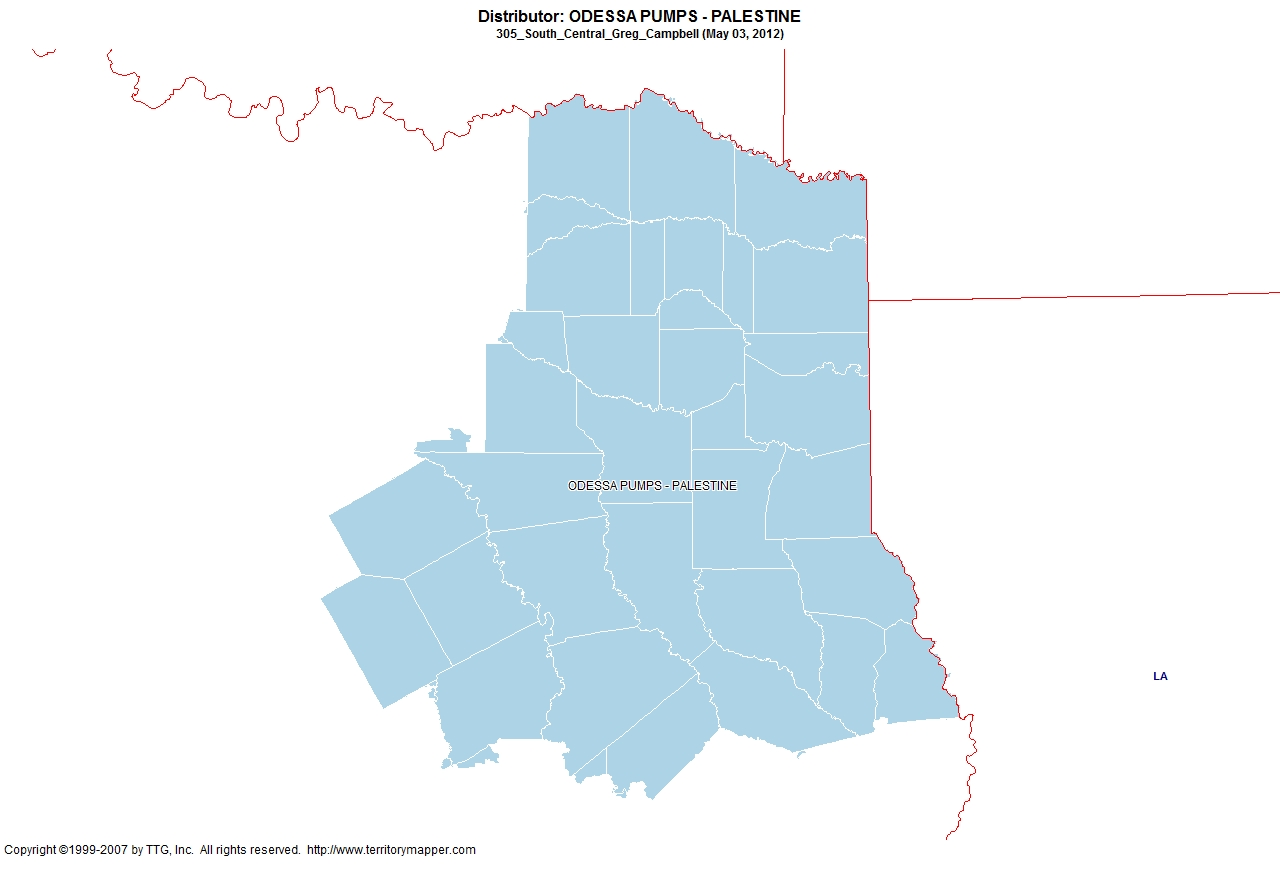 Distributor: ODESSA PUMPS - PALESTINE
305_South_Central_Greg_Campbell (May 03, 2012)
ODESSA PUMPS - PALESTINE
LA
Copyright ©1999-2007 by TTG, Inc.  All rights reserved.  http://www.territorymapper.com